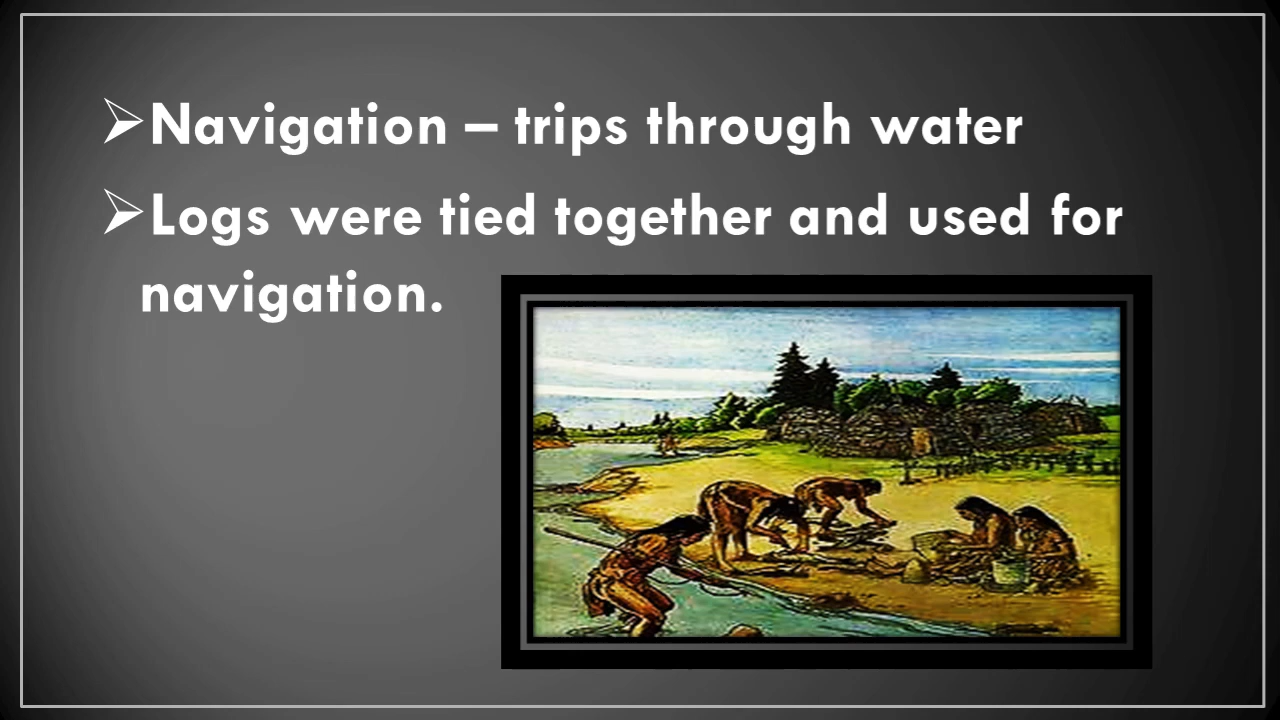 ➢Navigation – trips through water
➢Logs were tied together and used for
navigation.